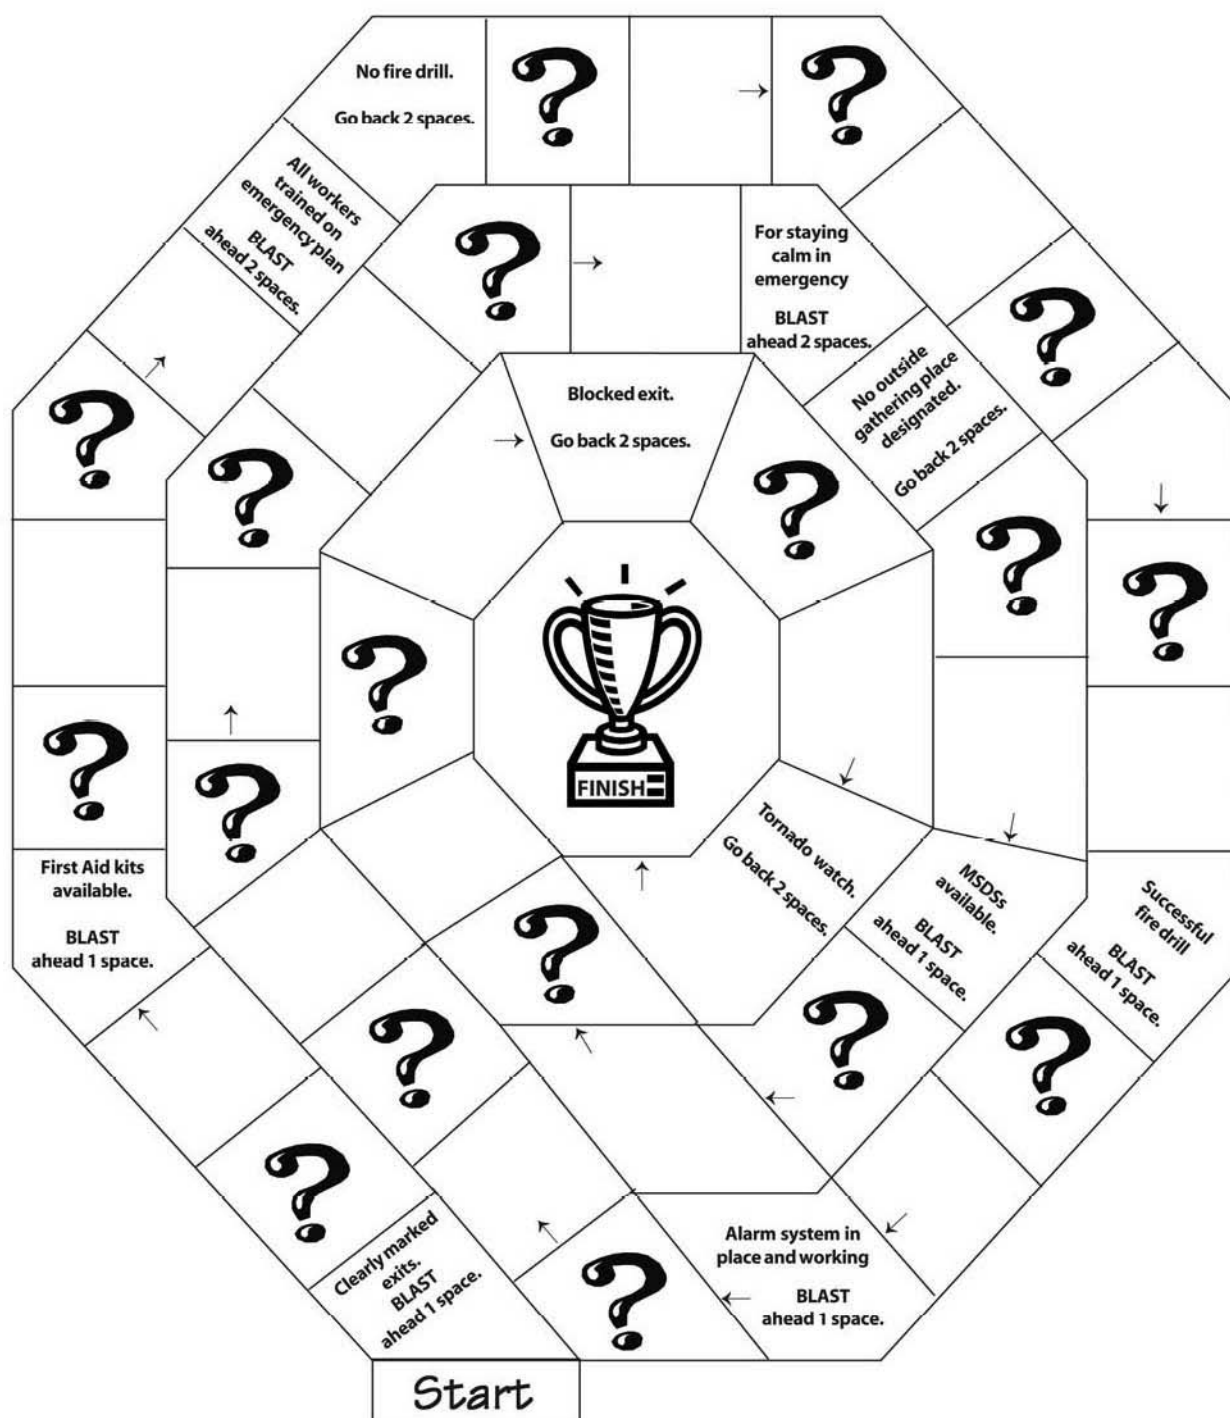 Start
Clearly marked
exits.
BLAST
ahead 1 space.
?
First Aid kits
available.
BLAST
ahead 1 space.
?
?
All workers
trained on
emergency plan
BLAST
ahead 2 spaces.
No fire drill.
Go back 2 spaces.
?
?
?
?
Successful
fire drill
BLAST
ahead 1 space.
?
Alarm system in
place and working
BLAST
ahead 1 space.
?
?
?
?
?
For staying
calm in
emergency
BLAST
ahead 2 spaces.
No outside
gathering place
designated.
Go back 2 spaces.
?
MSDSs
available.
BLAST
ahead 1 space.
?
?
?
Blocked exit.
Go back 2 spaces.
?
Tornado watch.
Go back 2 spaces.
FINISH